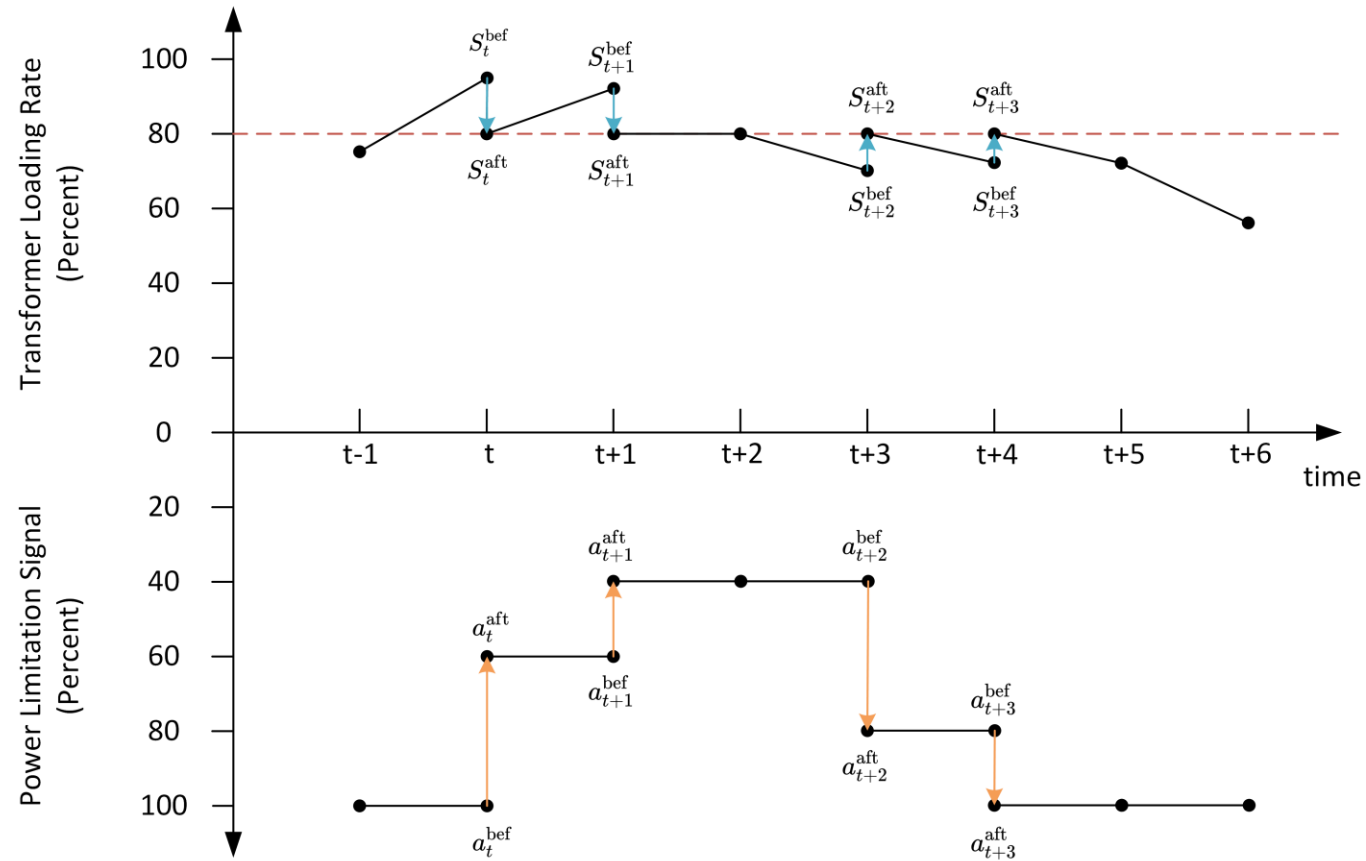 Transformer Loading Rate
(Percent)
100
80
60
40
20
0
S_t^bef
S_{t+1}^bef
S_t^aft
S_{t+1}^aft
S_{t+2}^aft
S_{t+3}^aft
S_{t+2}^bef
S_{t+3}^bef
t-1
t
t+1
t+2
t+3
t+4
t+5
t+6
time
Power Limitation Signal
(Percent)
20
40
60
80
100
a_{t+1}^aft
a_{t+2}^bef
a_t^aft
a_{t+1}^bef
a_{t+3}^bef
a_{t+2}^aft
a_t^bef
a_{t+3}^aft